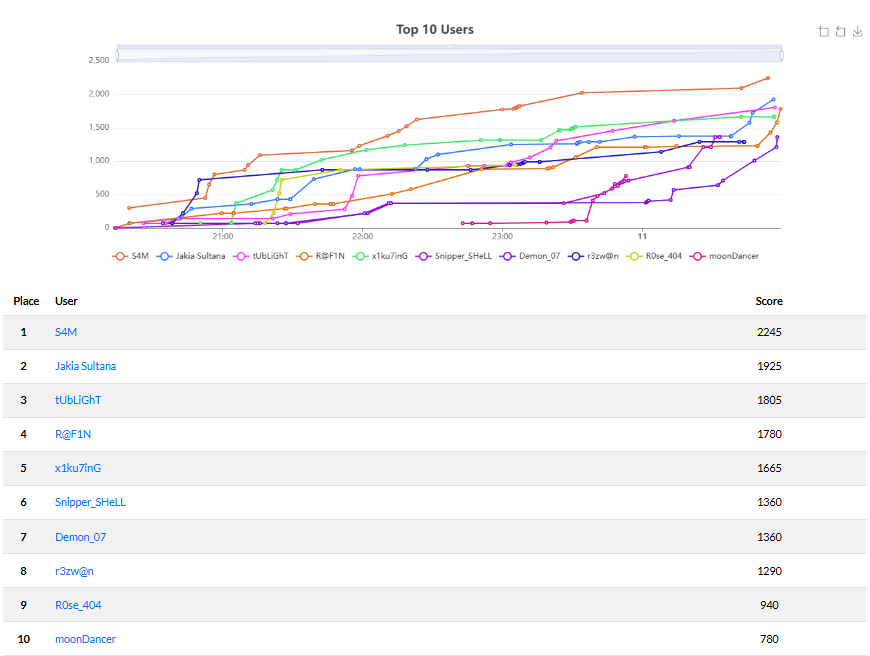 Top 10 Users
2,500
2,000
1,500
1,000
500
0
21:00 22:00 23:00 11
S4M Jakia Sultana tUbLiGhT R@F1N x1ku7inG Snipper_SHeLL Demon_07 r3zw@n R0se_404 moonDancer
Place User Score
1 S4M 2245
2 Jakia Sultana 1925
3 tUbLiGhT 1805
4 R@F1N 1780
5 x1ku7inG 1665
6 Snipper_SHeLL 1360
7 Demon_07 1360
8 r3zw@n 1290
9 R0se_404 940
10 moonDancer 780